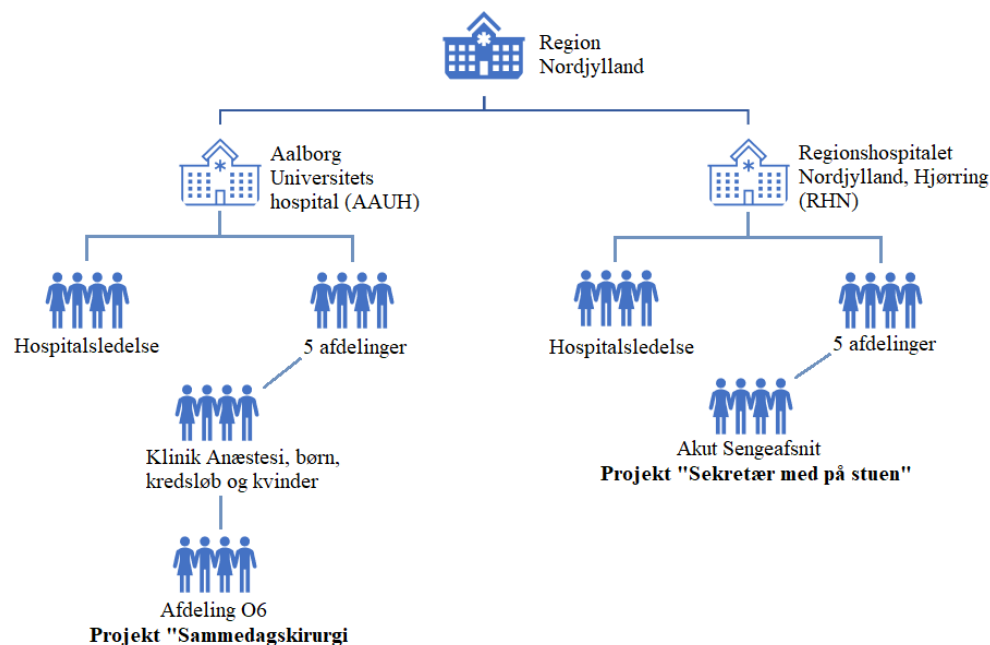 Region
Nordjylland
Aalborg
Universitets
hospital (AAUH)
Regionshospitalet
Nordjylland, Hjørring
(RHN)
Hospitalsledelse
5 afdelinger
Hospitalsledelse
5 afdelinger
Klinik Anæstesi, børn,
kredsløb og kvinder
Akut Sengeafsnit
Projekt "Sekretær med på stuen"
Afdeling O6
Projekt "Sammedagskirurgi